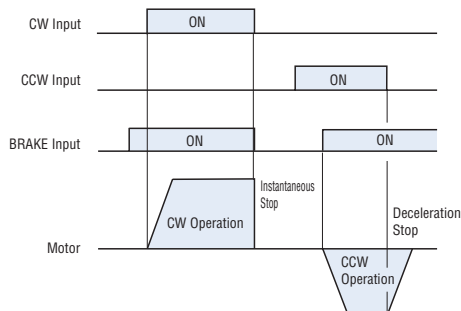 CW Input
ON
CCW Input
ON
BRAKE Input
ON
ON
Instantaneous
Stop
CW Operation
Deceleration
Stop
Motor
CCW
Operation